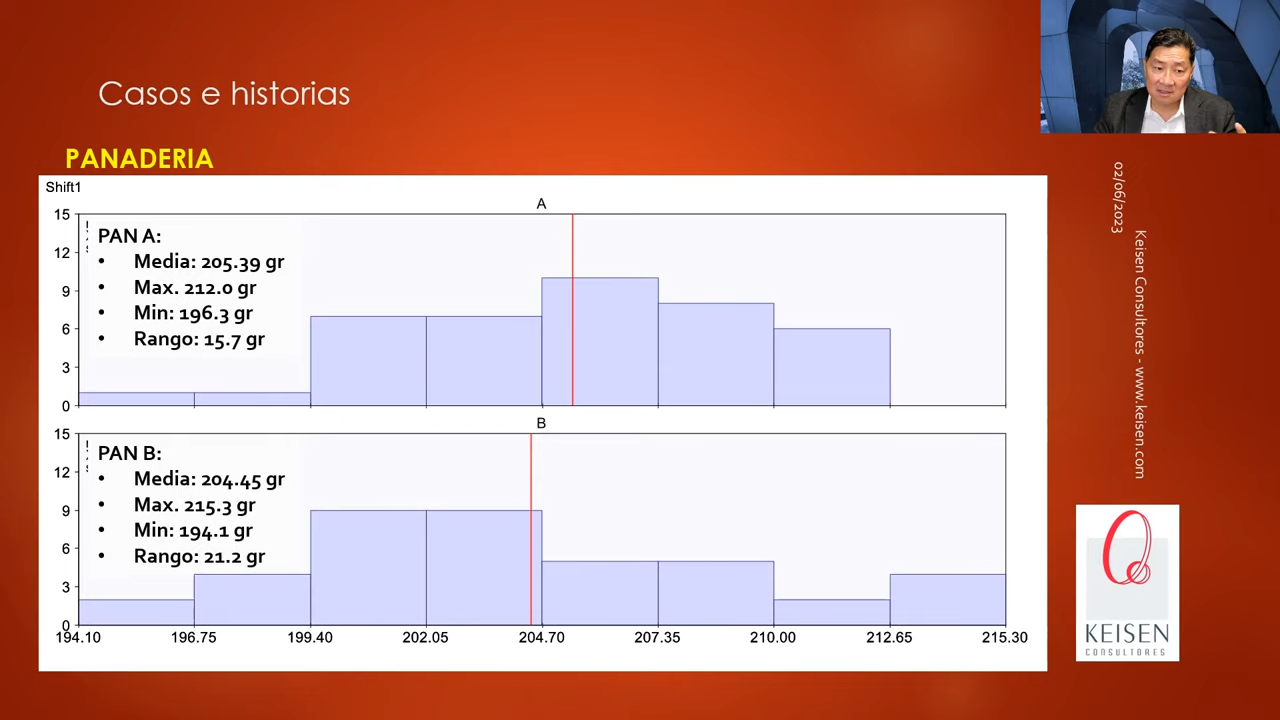 Casos e historias
PANADERIA
Shift1
A
15
12
9
6
3
0
PAN A:
• Media: 205.39 gr
• Max. 212.0 gr
• Min: 196.3 gr
• Rango: 15.7 gr
B
15
12
9
6
3
0
PAN B:
• Media: 204.45 gr
• Max. 215.3 gr
• Min: 194.1 gr
• Rango: 21.2 gr
194.10 196.75 199.40 202.05 204.70 207.35 210.00 212.65 215.30
02/06/2023
Keisen Consultores - www.keisen.com
KEISEN
CONSULTORES